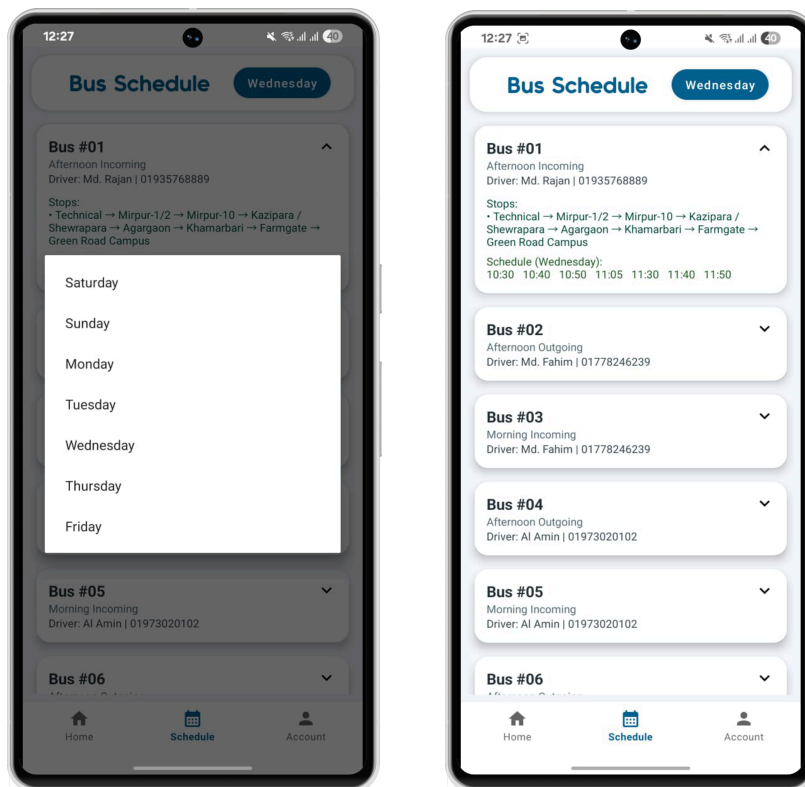 12:27
40
Bus Schedule
Wednesday
Bus #01
Afternoon Incoming
Driver: Md. Rajan | 01935768889
Stops:
• Technical → Mirpur-1/2 → Mirpur-10 → Kazipara /
Shewrapara → Agargaon → Khamarbari → Farmgate →
Green Road Campus
Saturday
Sunday
Monday
Tuesday
Wednesday
Thursday
Friday
Bus #05
Morning Incoming
Driver: Al Amin | 01973020102
Bus #06
Afternoon Outgoing
Home
Schedule
Account
12:27
40
Bus Schedule
Wednesday
Bus #01
Afternoon Incoming
Driver: Md. Rajan | 01935768889
Stops:
• Technical → Mirpur-1/2 → Mirpur-10 → Kazipara /
Shewrapara → Agargaon → Khamarbari → Farmgate →
Green Road Campus
Schedule (Wednesday):
10:30 10:40 10:50 11:05 11:30 11:40 11:50
Bus #02
Afternoon Outgoing
Driver: Md. Fahim | 01778246239
Bus #03
Morning Incoming
Driver: Md. Fahim | 01778246239
Bus #04
Afternoon Outgoing
Driver: Al Amin | 01973020102
Bus #05
Morning Incoming
Driver: Al Amin | 01973020102
Bus #06
Afternoon Outgoing
Home
Schedule
Account